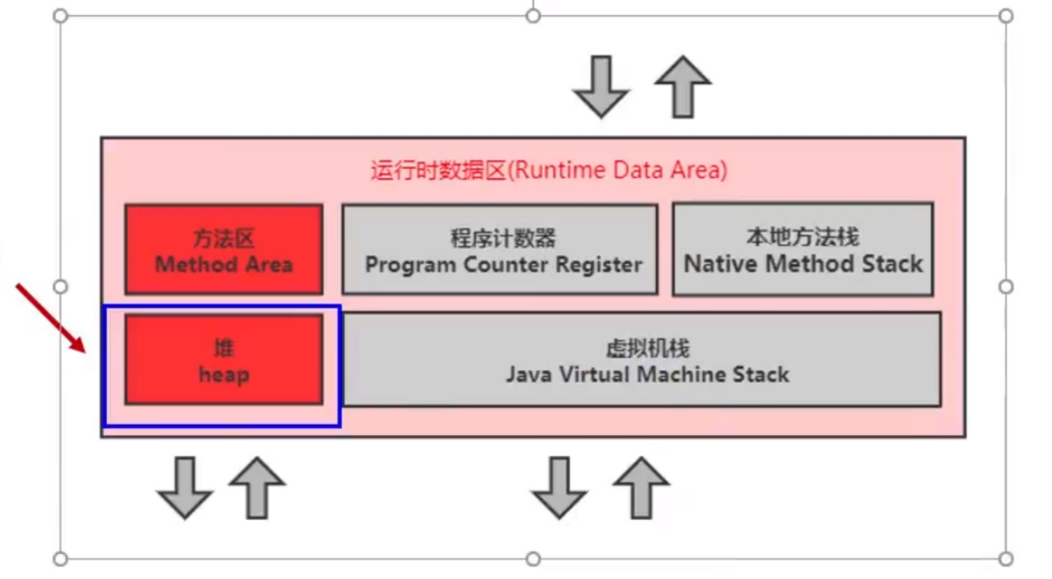 运行时数据区(Runtime Data Area)
方法区
Method Area
程序计数器
Program Counter Register
本地方法栈
Native Method Stack
堆
heap
虚拟机栈
Java Virtual Machine Stack